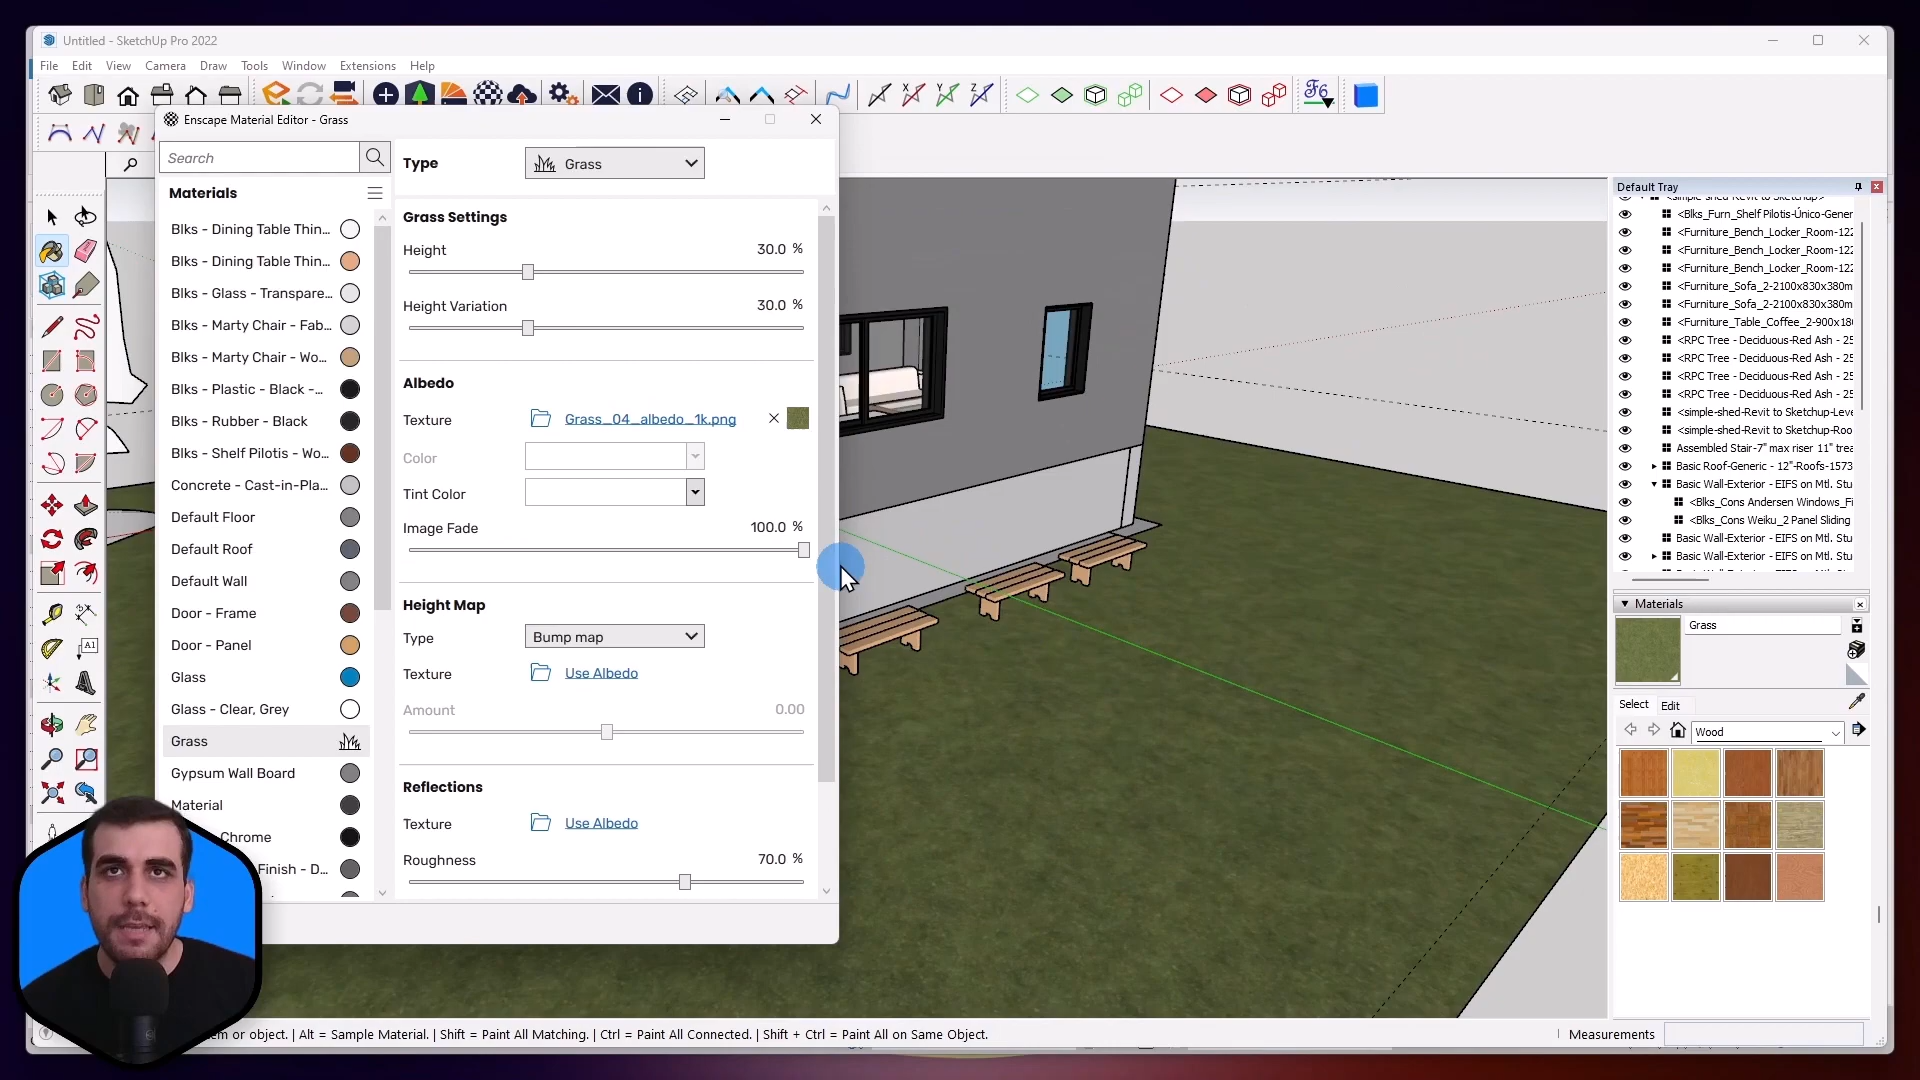 Untitled - SketchUp Pro 2022
File Edit View Camera Draw Tools Window Extensions Help
Enscape Material Editor - Grass
Search
Materials
Blks - Dining Table Thin...
Blks - Dining Table Thin...
Blks - Glass - Transpare...
Blks - Marty Chair - Fab...
Blks - Marty Chair - Wo...
Blks - Plastic - Black -...
Blks - Rubber - Black
Blks - Shelf Pilotis - Wo...
Concrete - Cast-in-Pla...
Default Floor
Default Roof
Default Wall
Door - Frame
Door - Panel
Glass
Glass - Clear, Grey
Grass
Gypsum Wall Board
Material
Chrome
Finish - D...
Type Grass
Grass Settings
Height 30.0 %
Height Variation 30.0 %
Albedo
Texture Grass_04_albedo_1k.png
Color
Tint Color
Image Fade 100.0 %
Height Map
Type Bump map
Texture Use Albedo
Amount 0.00
Reflections
Texture Use Albedo
Roughness 70.0 %
Default Tray
<simple-shed-Revit to Sketchup>
<Blks_Furn_Shelf Pilotis-Único-Gener
<Furniture_Bench_Locker_Room-122
<Furniture_Bench_Locker_Room-122
<Furniture_Bench_Locker_Room-122
<Furniture_Sofa_2-2100x830x380m
<Furniture_Sofa_2-2100x830x380m
<Furniture_Table_Coffee_2-900x180
<RPC Tree - Deciduous-Red Ash - 25
<RPC Tree - Deciduous-Red Ash - 25
<RPC Tree - Deciduous-Red Ash - 25
<RPC Tree - Deciduous-Red Ash - 25
<simple-shed-Revit to Sketchup-Leve
<simple-shed-Revit to Sketchup-Roo
Assembled Stair-7" max riser 11" trea
Basic Roof-Generic - 12"-Roofs-1573
Basic Wall-Exterior - EIFS on Mtl. Stu
<Blks_Cons Andersen Windows_Fi
<Blks_Cons Weiku_2 Panel Sliding
Basic Wall-Exterior - EIFS on Mtl. Stu
Basic Wall-Exterior - EIFS on Mtl. Stu
Materials
Grass
Select Edit
Wood
em or object. | Alt = Sample Material. | Shift = Paint All Matching. | Ctrl = Paint All Connected. | Shift + Ctrl = Paint All on Same Object.
Measurements